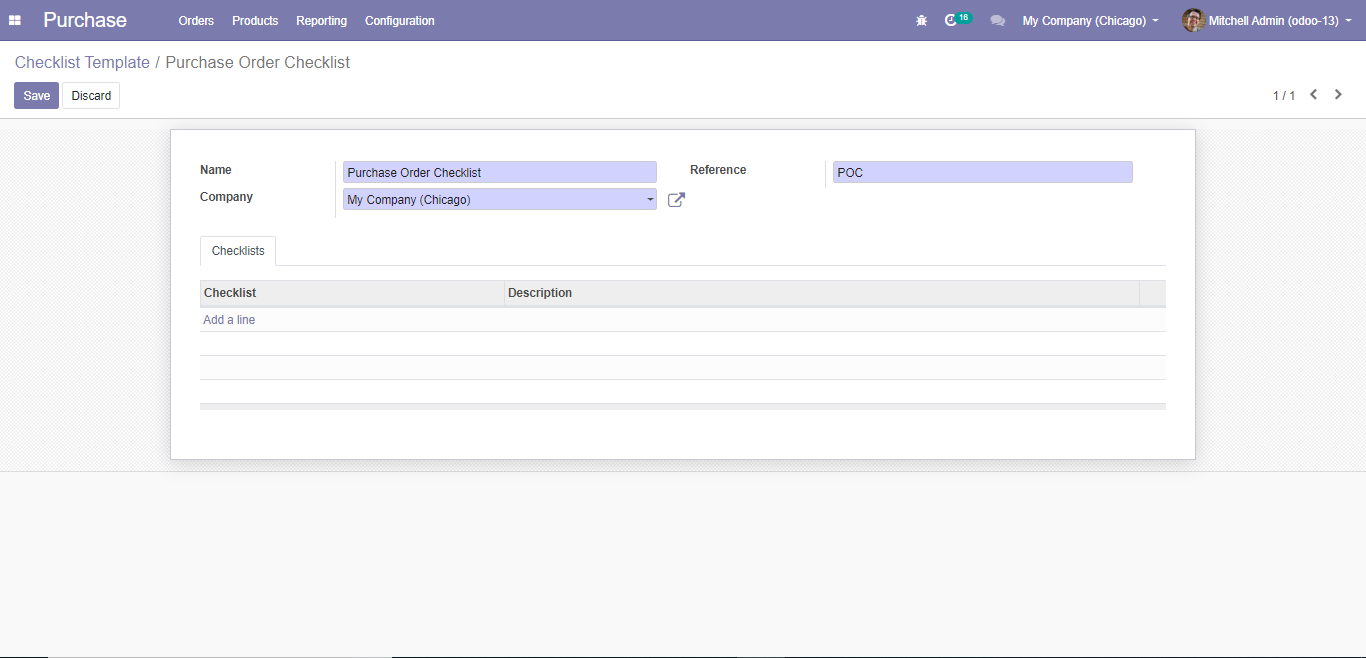 Purchase Orders Products Reporting Configuration 16 My Company (Chicago) Mitchell Admin (odoo-13)
Checklist Template / Purchase Order Checklist
Save Discard 1 / 1
Name Purchase Order Checklist Reference POC
Company My Company (Chicago)
Checklists
Checklist Description
Add a line